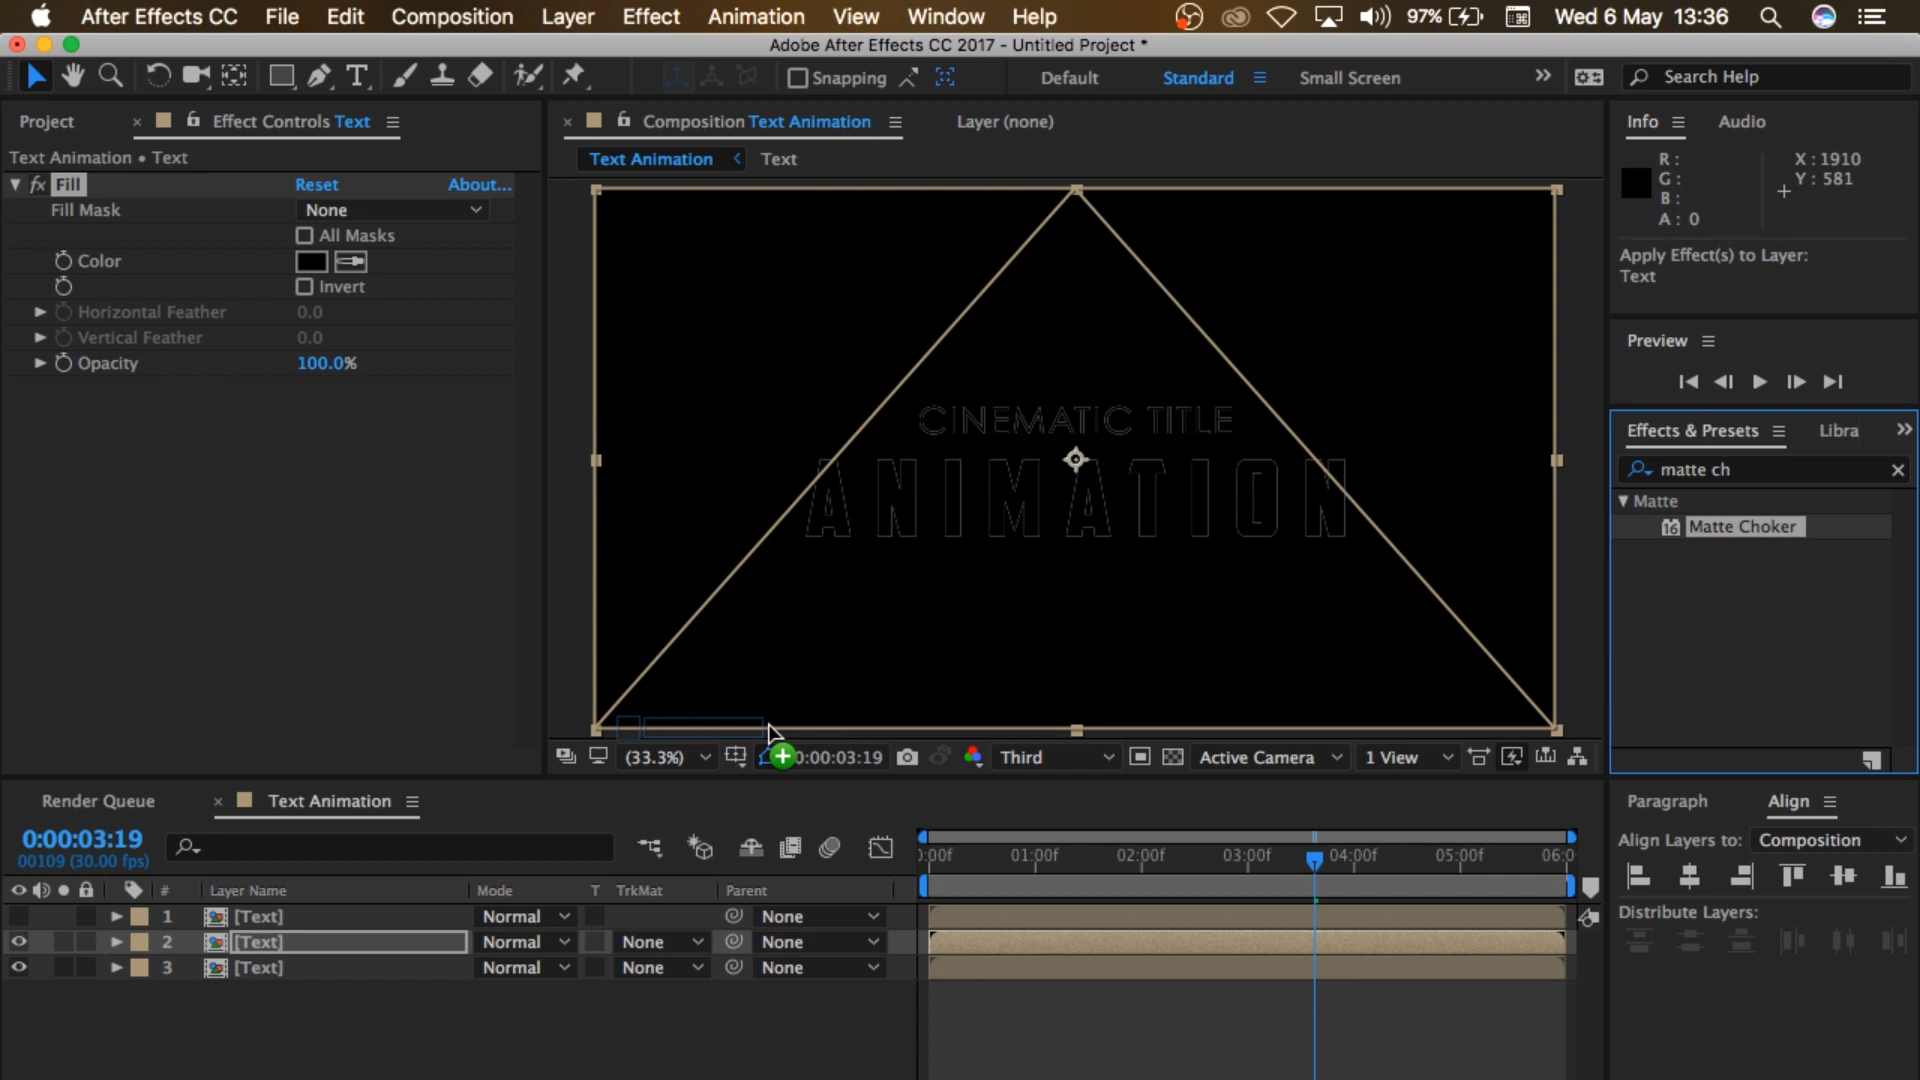 After Effects CC File Edit Composition Layer Effect Animation View Window Help 97% Wed 6 May 13:36
Adobe After Effects CC 2017 - Untitled Project *
Snapping Default Standard Small Screen Search Help
Project Effect Controls Text Composition Text Animation Layer (none) Info Audio
Text Animation • Text
Text Animation Text
R: X : 1910
G: Y : 581
B:
A : 0
fx Fill Reset About...
Fill Mask None
All Masks
Color
Invert
Horizontal Feather 0.0
Vertical Feather 0.0
Opacity 100.0%
Apply Effect(s) to Layer:
Text
Preview
CINEMATIC TITLE
ANIMATION
Effects & Presets Libra
matte ch
Matte
16 Matte Choker
(33.3%) 0:00:03:19 Third Active Camera 1 View
Render Queue Text Animation
Paragraph Align
0:00:03:19
00109 (30.00 fps)
):00f 01:00f 02:00f 03:00f 04:00f 05:00f 06:0
Align Layers to: Composition
# Layer Name Mode T TrkMat Parent
1 [Text] Normal None
2 [Text] Normal None None
3 [Text] Normal None None
Distribute Layers: